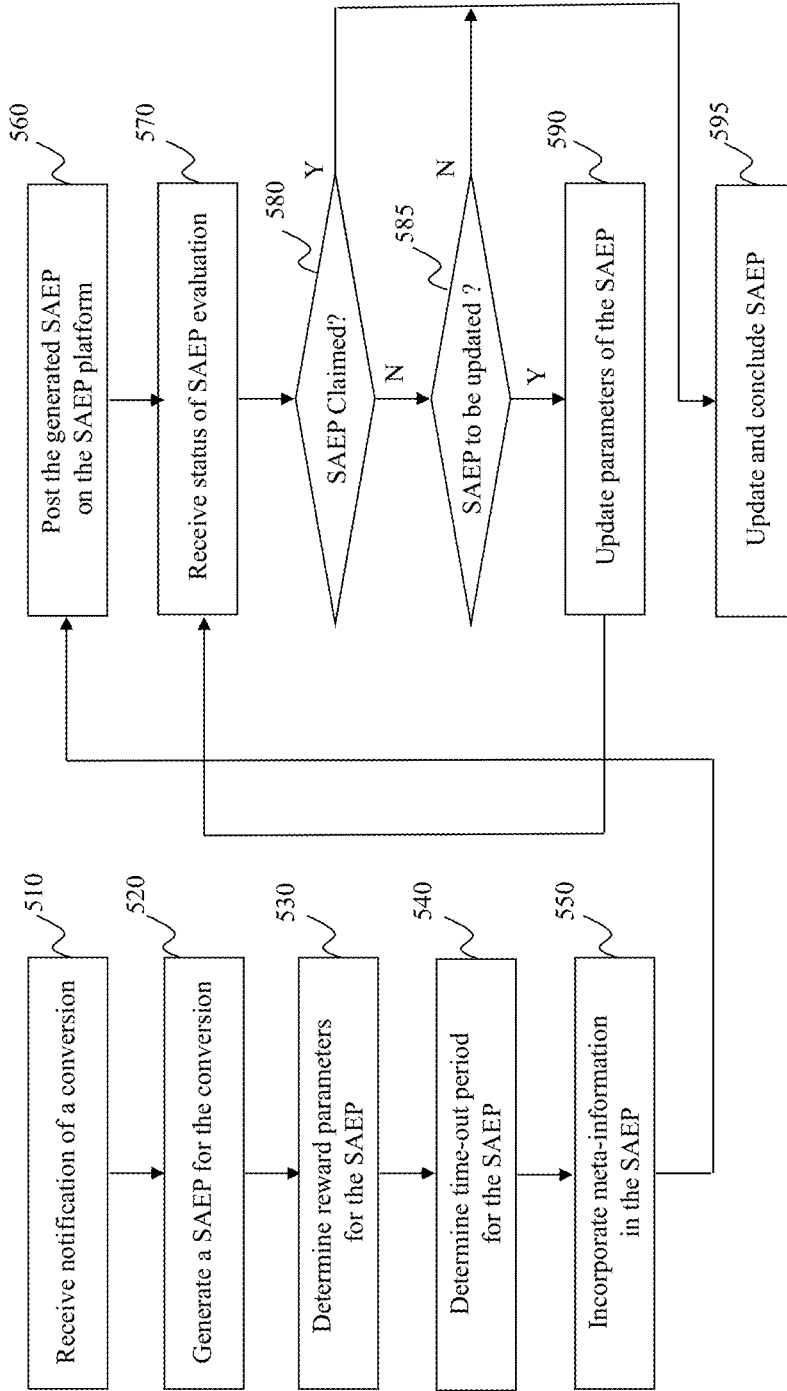 510
Receive notification of a conversion
520
Generate a SAEP for the conversion
530
Determine reward parameters
for the SAEP
540
Determine time-out period
for the SAEP
550
Incorporate meta-information
in the SAEP
560
Post the generated SAEP
on the SAEP platform
570
Receive status of SAEP evaluation
580
SAEP Claimed?
Y
N
585
SAEP to be updated ?
N
Y
590
Update parameters of the SAEP
595
Update and conclude SAEP